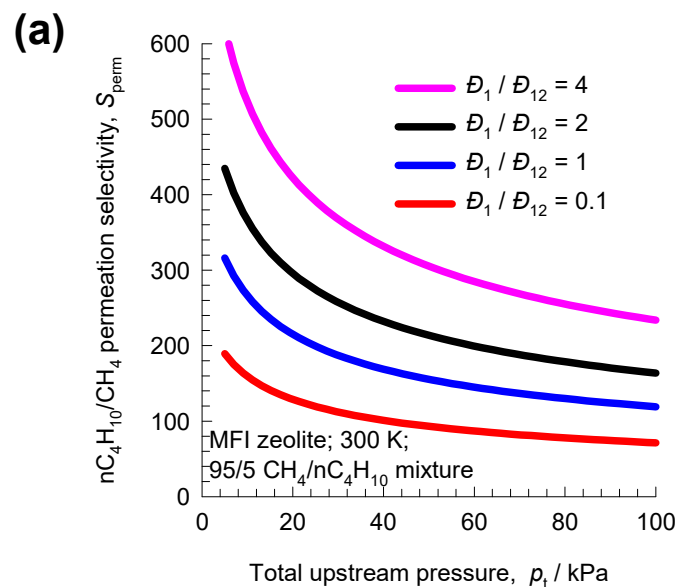 (a)
600
500
400
300
200
100
0
nC₄H₁₀/CH₄ permeation selectivity, S_perm
Đ₁ / Đ₁₂ = 4
Đ₁ / Đ₁₂ = 2
Đ₁ / Đ₁₂ = 1
Đ₁ / Đ₁₂ = 0.1
MFI zeolite; 300 K;
95/5 CH₄/nC₄H₁₀ mixture
0 20 40 60 80 100
Total upstream pressure, pₜ / kPa